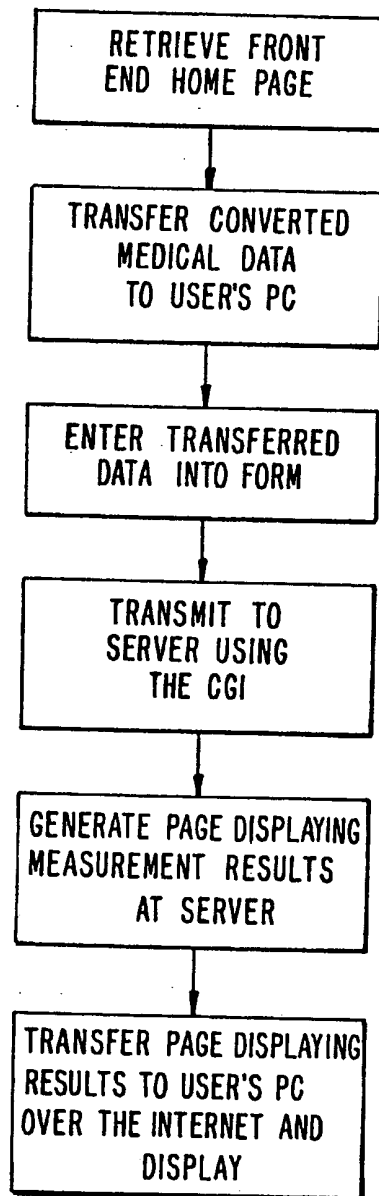 RETRIEVE FRONT
END HOME PAGE
TRANSFER CONVERTED
MEDICAL DATA
TO USER'S PC
ENTER TRANSFERRED
DATA INTO FORM
TRANSMIT TO
SERVER USING
THE CGI
GENERATE PAGE DISPLAYING
MEASUREMENT RESULTS
AT SERVER
TRANSFER PAGE DISPLAYING
RESULTS TO USER'S PC
OVER THE INTERNET AND
DISPLAY